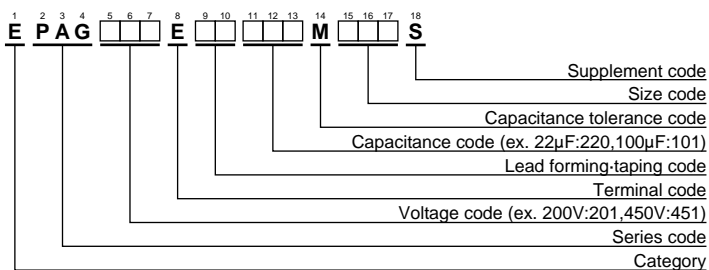 1 2 3 4 5 6 7 8 9 10 11 12 13 14 15 16 17 18
E PAG E M S
Supplement code
Size code
Capacitance tolerance code
Capacitance code (ex. 22μF:220,100μF:101)
Lead forming·taping code
Terminal code
Voltage code (ex. 200V:201,450V:451)
Series code
Category